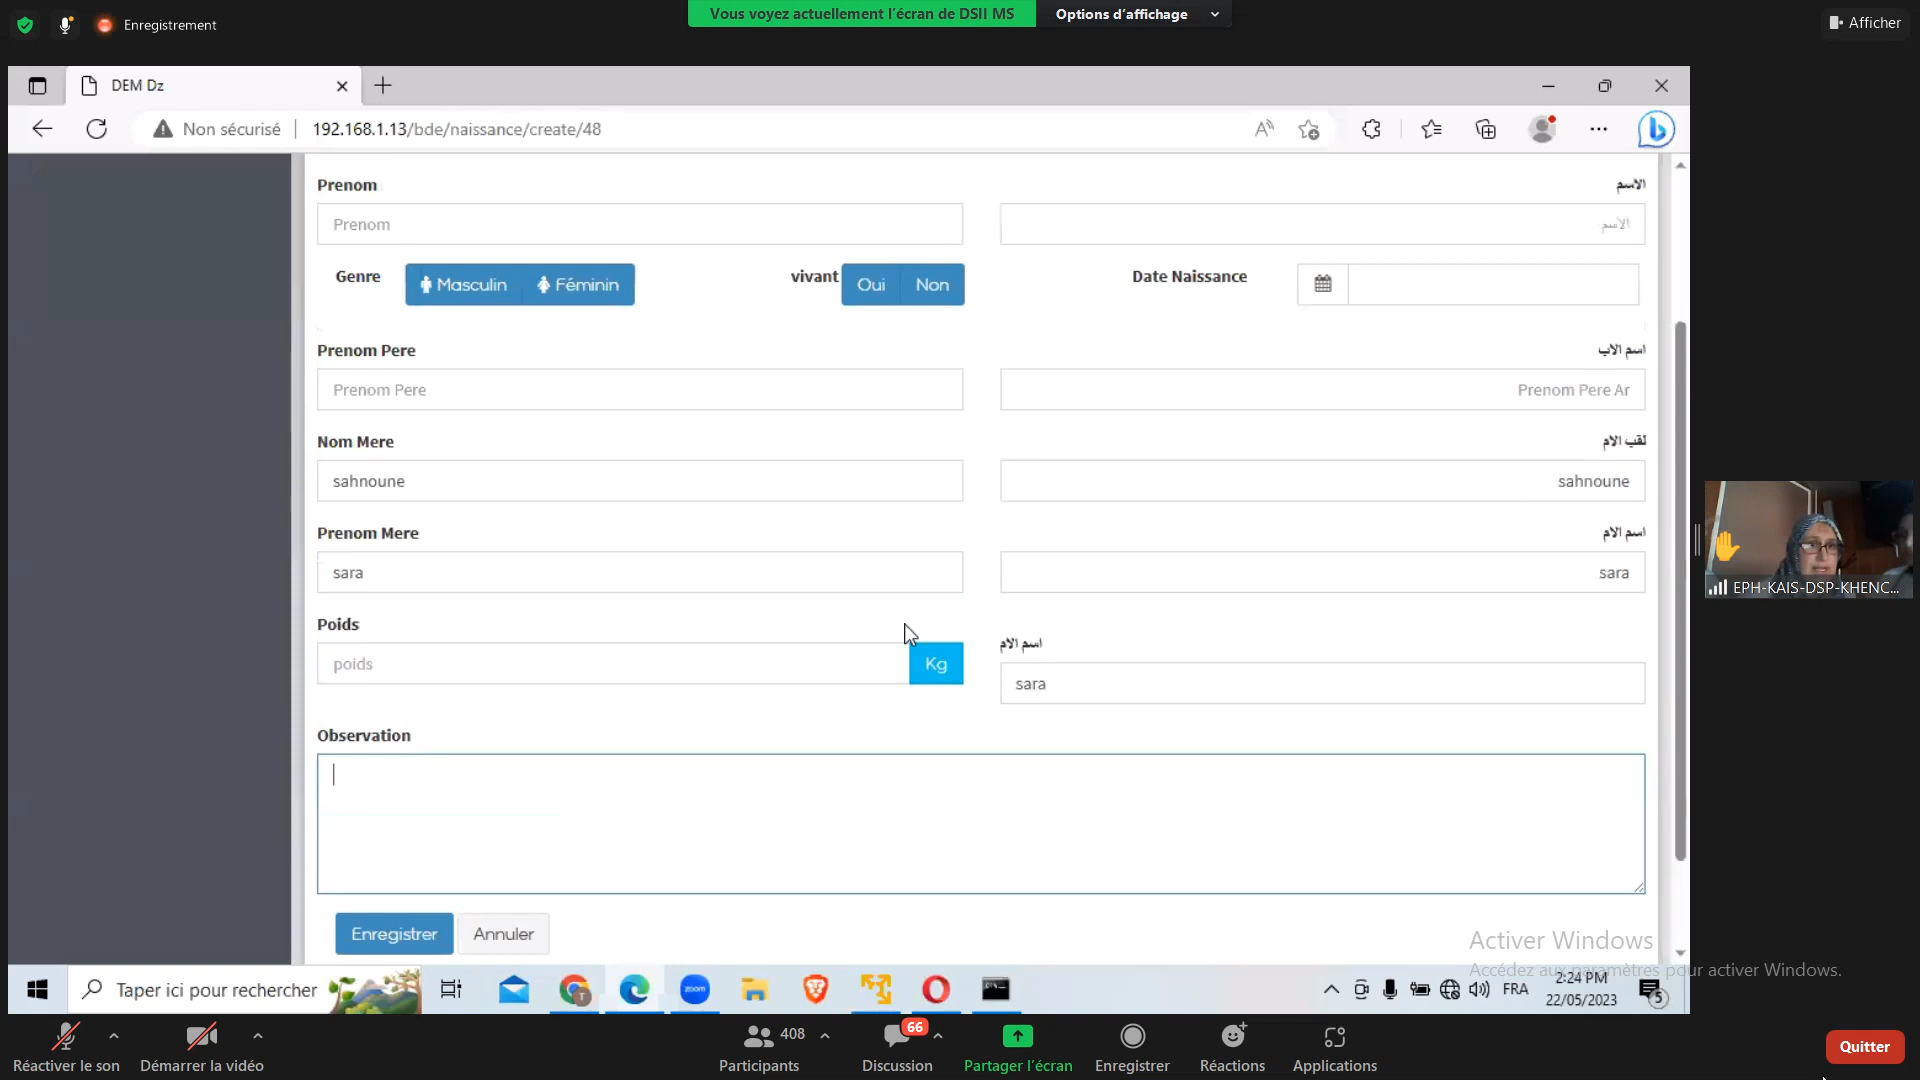 Enregistrement
Vous voyez actuellement l'écran de DSII MS
Options d'affichage
Afficher
DEM Dz
Non sécurisé
192.168.1.13/bde/naissance/create/48
Prenom
الاسم
Prenom
الاسم
Genre
Masculin
Féminin
vivant
Oui
Non
Date Naissance
Prenom Pere
اسم الاب
Prenom Pere
Prenom Pere Ar
Nom Mere
لقب الام
sahnoune
sahnoune
Prenom Mere
اسم الام
sara
sara
Poids
poids
Kg
اسم الام
sara
Observation
Enregistrer
Annuler
EPH-KAIS-DSP-KHENC...
Activer Windows
Accédez aux paramètres pour activer Windows.
Taper ici pour rechercher
zoom
FRA
2:24 PM
22/05/2023
5
Réactiver le son
Démarrer la vidéo
408
Participants
66
Discussion
Partager l'écran
Enregistrer
Réactions
Applications
Quitter